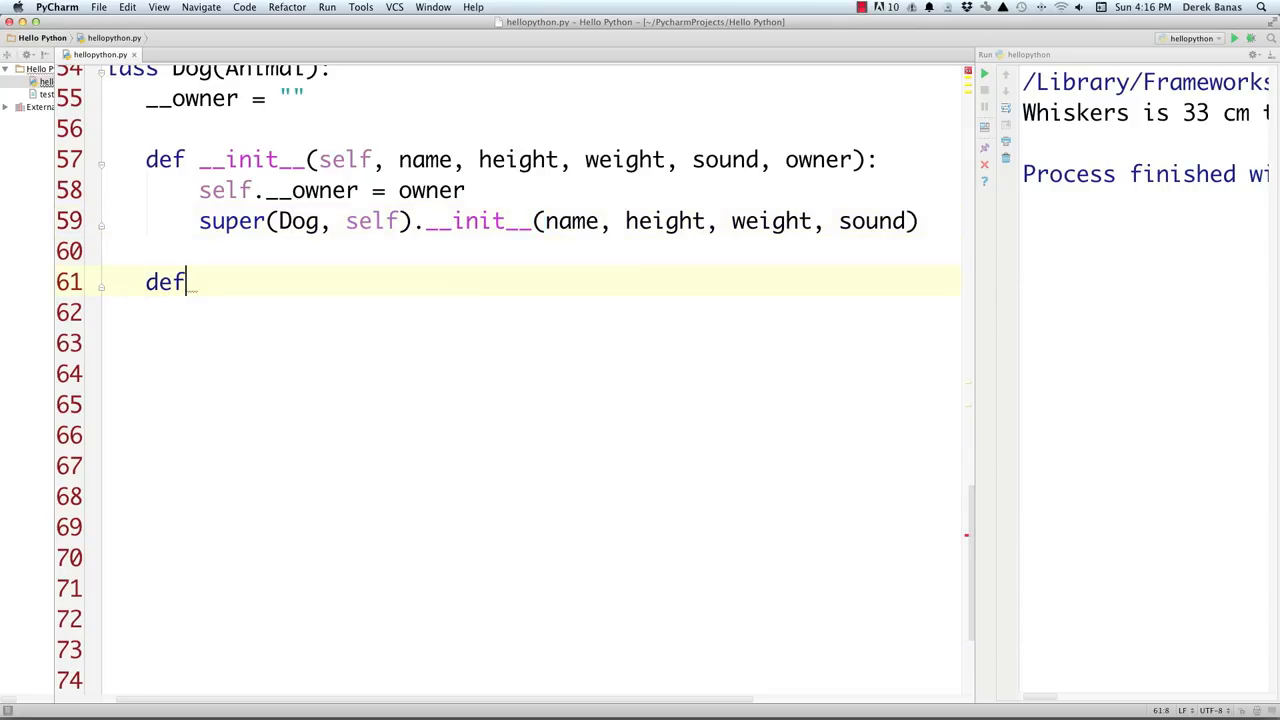 PyCharm File Edit View Navigate Code Refactor Run Tools VCS Window Help 10 Sun 4:16 PM Derek Banas
hellopython.py – Hello Python – [~/PycharmProjects/Hello Python]
Hello Python hellopython.py hellopython
hellopython.py × Run hellopython
Hello P
hell
test
Externa
54 lass Dog(Animal):
55 __owner = ""
56
57 def __init__(self, name, height, weight, sound, owner):
58 self.__owner = owner
59 super(Dog, self).__init__(name, height, weight, sound)
60
61 def
62
63
64
65
66
67
68
69
70
71
72
73
74
/Library/Frameworks
Whiskers is 33 cm t
Process finished wi
61:8 LF UTF-8